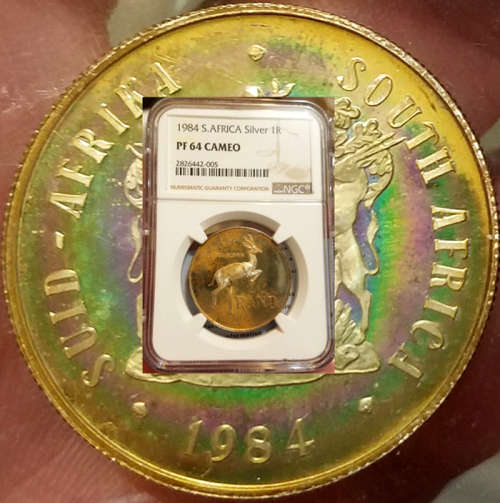 SUID-AFRIKA
SOUTH AFRICA
1984 S.AFRICA Silver 1R
PF 64 CAMEO
2826442-005
NUMISMATIC GUARANTY CORPORATION
NGC
1 RAND
1984